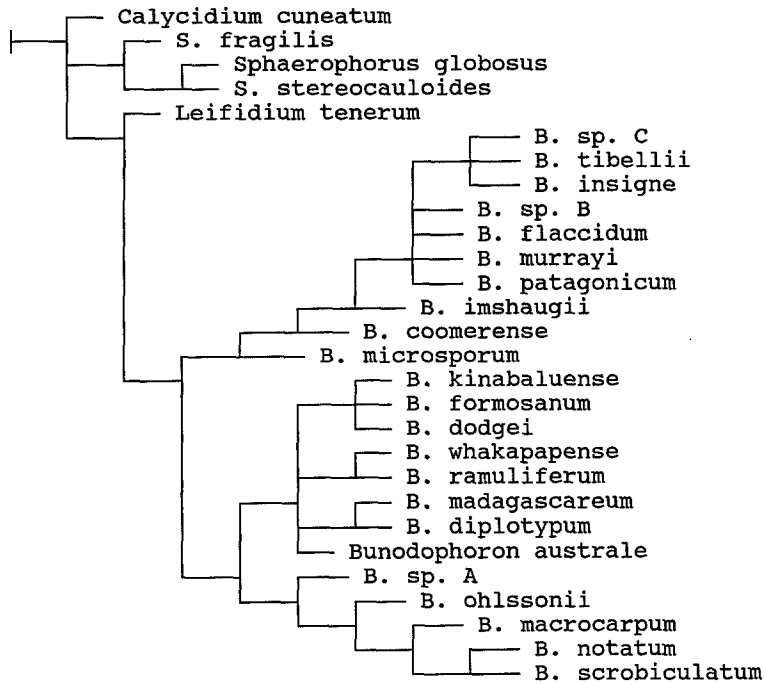 Calycidium cuneatum
S. fragilis
Sphaerophorus globosus
S. stereocauloides
Leifidium tenerum
B. sp. C
B. tibellii
B. insigne
B. sp. B
B. flaccidum
B. murrayi
B. patagonicum
B. imshaugii
B. coomerense
B. microsporum
B. kinabaluense
B. formosanum
B. dodgei
B. whakapapense
B. ramuliferum
B. madagascareum
B. diplotypum
Bunodophoron australe
B. sp. A
B. ohlssonii
B. macrocarpum
B. notatum
B. scrobiculatum